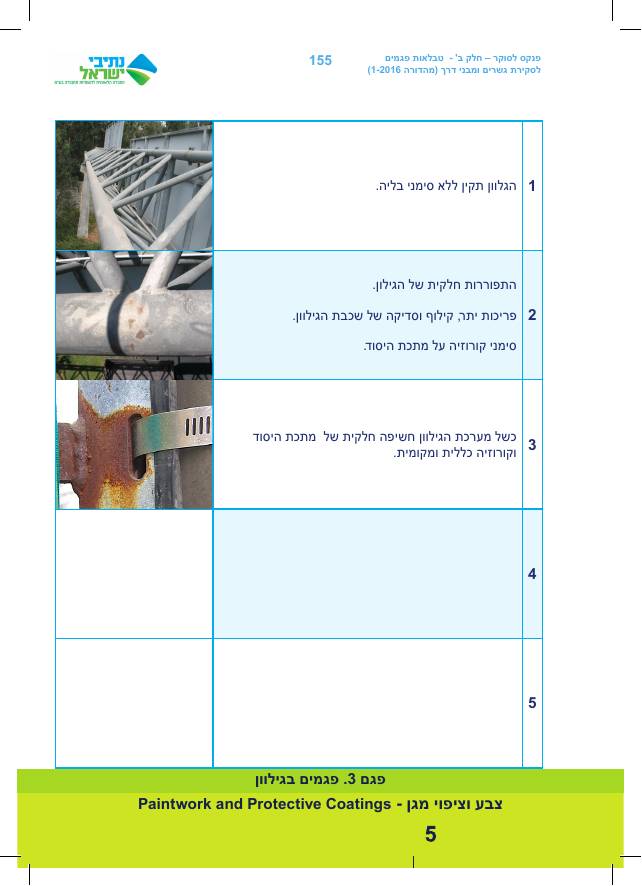 נתיבי
ישראל
155
פנקס לסוקר – חלק ב' - טבלאות פגמים
לסקירת גשרים ומבני דרך (מהדורה 1-2016)
1
הגלוון תקין ללא סימני בליה.
2
התפוררות חלקית של הגילון.
פריכות יתר, קילוף וסדיקה של שכבת הגילוון.
סימני קורוזיה על מתכת היסוד.
3
כשל מערכת הגילוון חשיפה חלקית של מתכת היסוד
וקורוזיה כללית ומקומית.
4
5
פגם 3. פגמים בגילוון
צבע וציפוי מגן - Paintwork and Protective Coatings
5